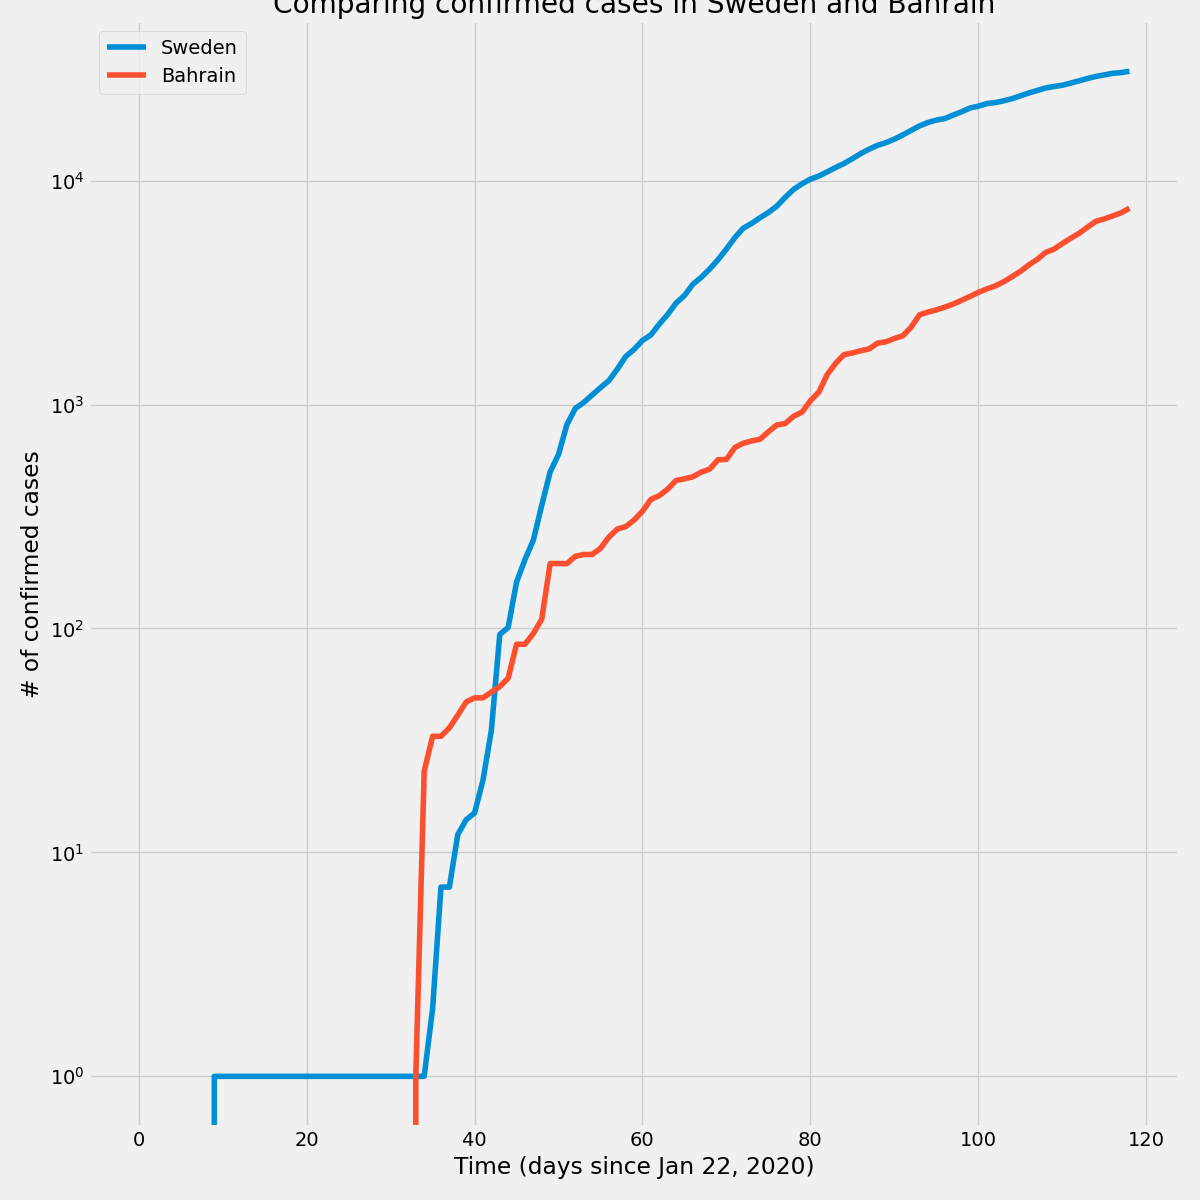 Comparing confirmed cases in Sweden and Bahrain
Sweden
Bahrain
10⁴
10³
10²
10¹
10⁰
# of confirmed cases
0 20 40 60 80 100 120
Time (days since Jan 22, 2020)